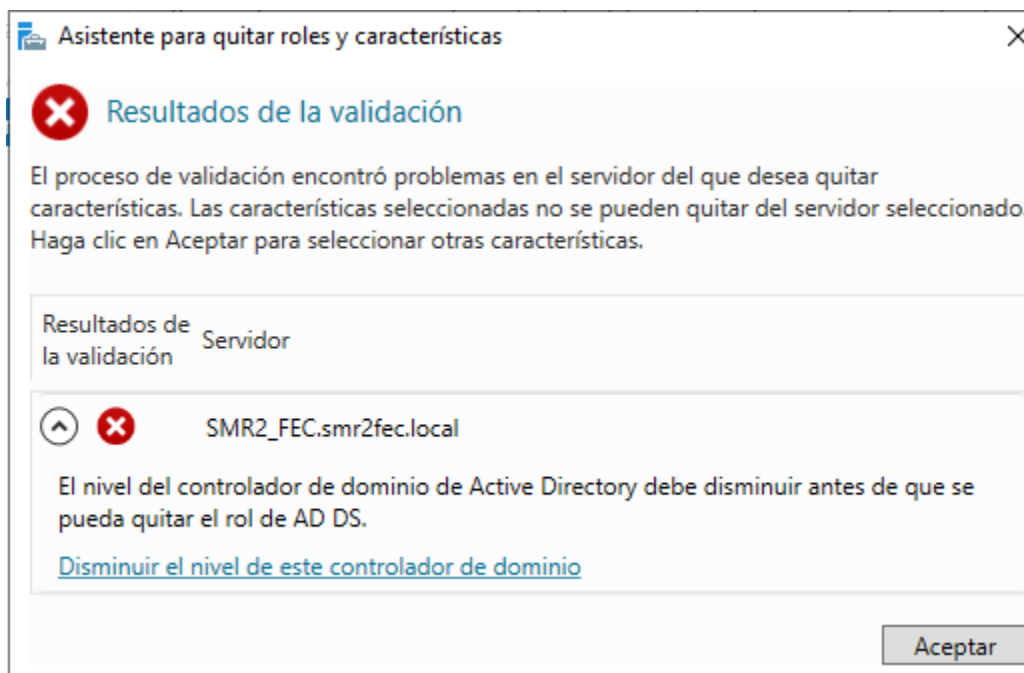 Asistente para quitar roles y características
Resultados de la validación
El proceso de validación encontró problemas en el servidor del que desea quitar
características. Las características seleccionadas no se pueden quitar del servidor seleccionado.
Haga clic en Aceptar para seleccionar otras características.
Resultados de
la validación
Servidor
SMR2_FEC.smr2fec.local
El nivel del controlador de dominio de Active Directory debe disminuir antes de que se
pueda quitar el rol de AD DS.
Disminuir el nivel de este controlador de dominio
Aceptar